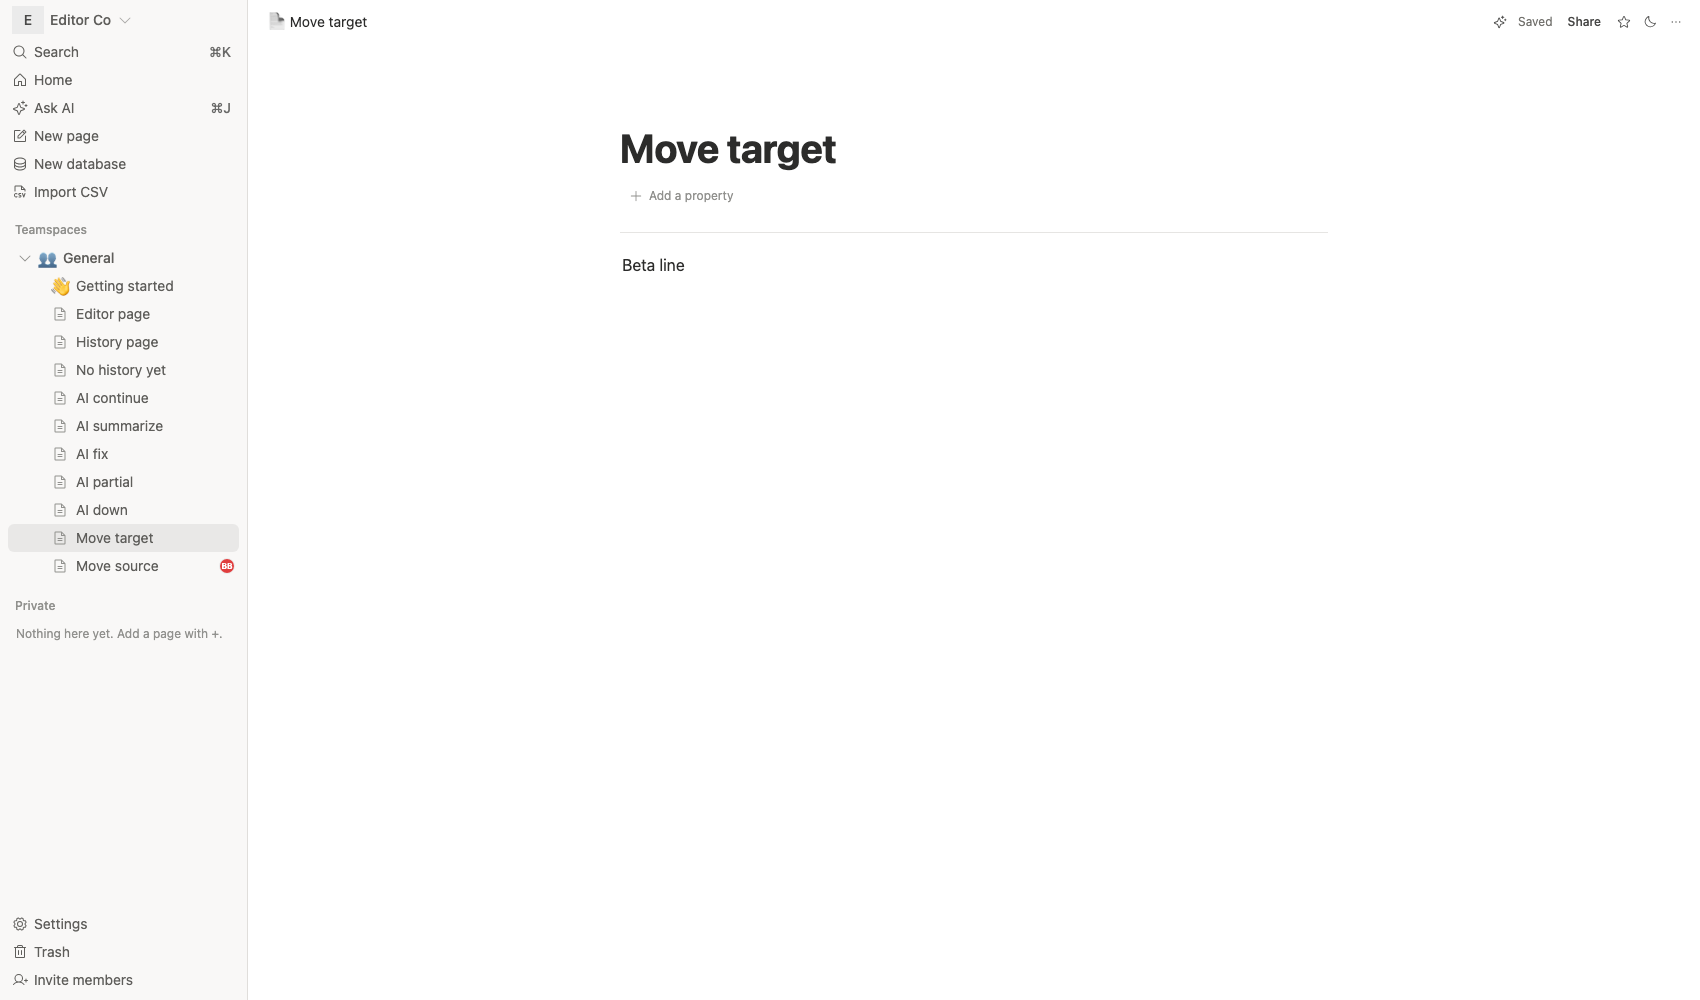 E Editor Co
Search ⌘K
Home
Ask AI ⌘J
New page
New database
Import CSV
Teamspaces
General
Getting started
Editor page
History page
No history yet
AI continue
AI summarize
AI fix
AI partial
AI down
Move target
Move source BB
Private
Nothing here yet. Add a page with +.
Settings
Trash
Invite members
Move target
Saved Share
Move target
Add a property
Beta line